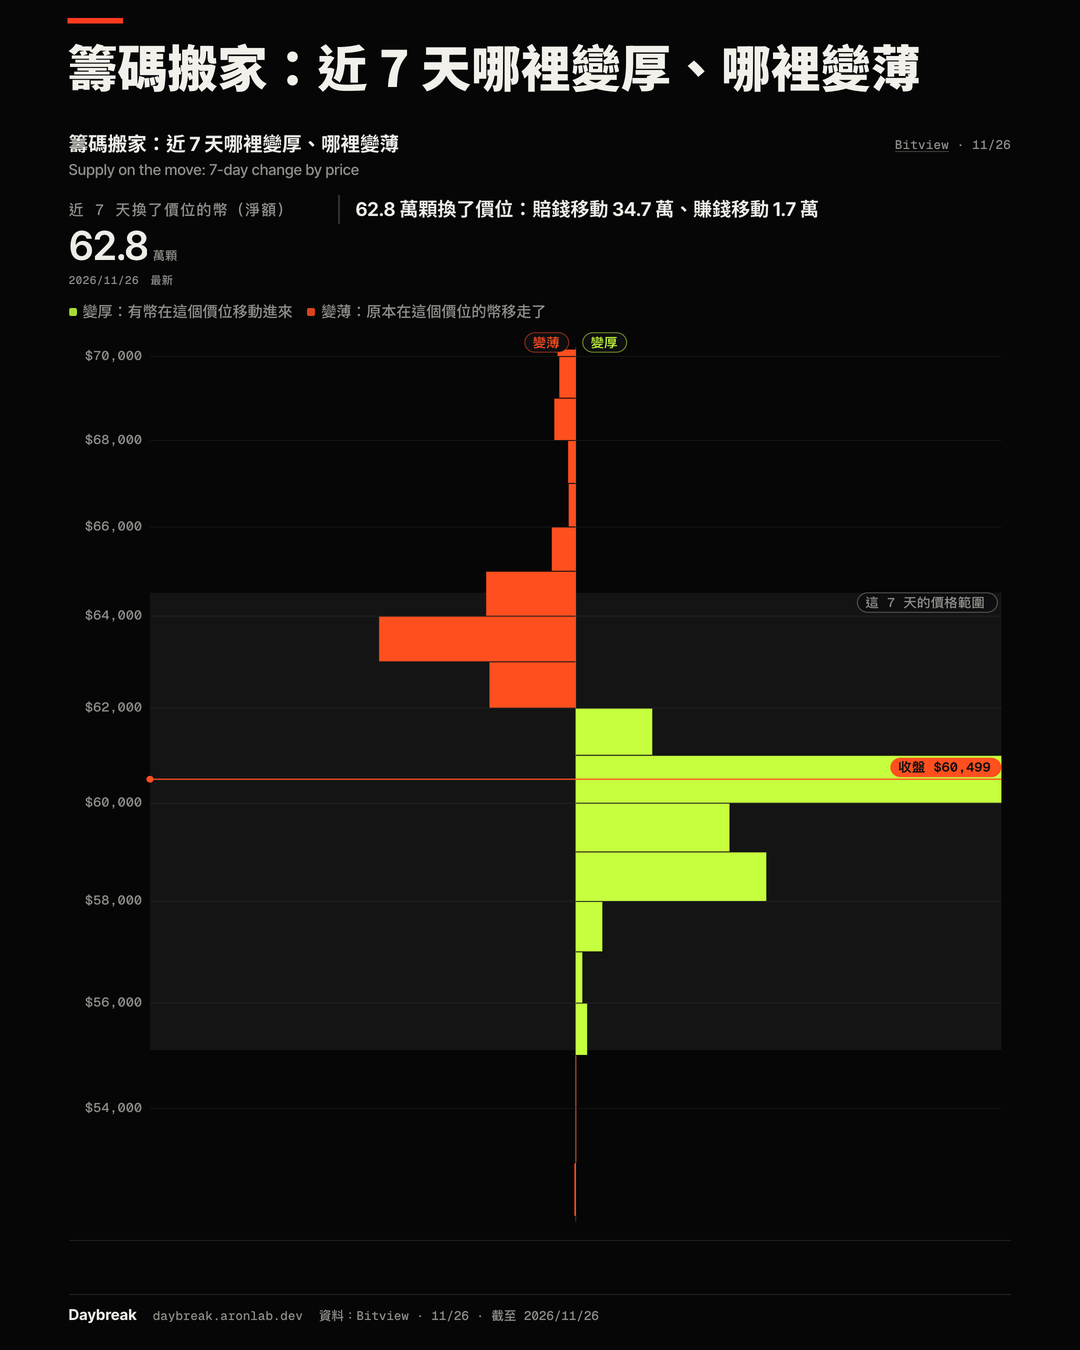 籌碼搬家：近 7 天哪裡變厚、哪裡變薄
籌碼搬家：近 7 天哪裡變厚、哪裡變薄
Bitview · 11/26
Supply on the move: 7-day change by price
近 7 天換了價位的幣（淨額）
62.8 萬顆換了價位：賠錢移動 34.7 萬、賺錢移動 1.7 萬
62.8 萬顆
2026/11/26 最新
變厚：有幣在這個價位移動進來 變薄：原本在這個價位的幣移走了
變薄 變厚
$70,000
$68,000
$66,000
這 7 天的價格範圍
$64,000
$62,000
收盤 $60,499
$60,000
$58,000
$56,000
$54,000
Daybreak daybreak.aronlab.dev 資料：Bitview · 11/26 · 截至 2026/11/26